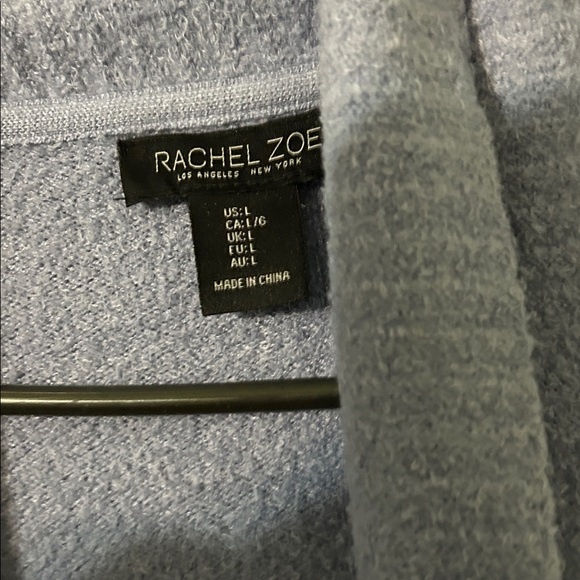 RACHEL ZOE
LOS ANGELES NEW YORK
US: L
CA: L/G
UK: L
EU: L
AU: L
MADE IN CHINA